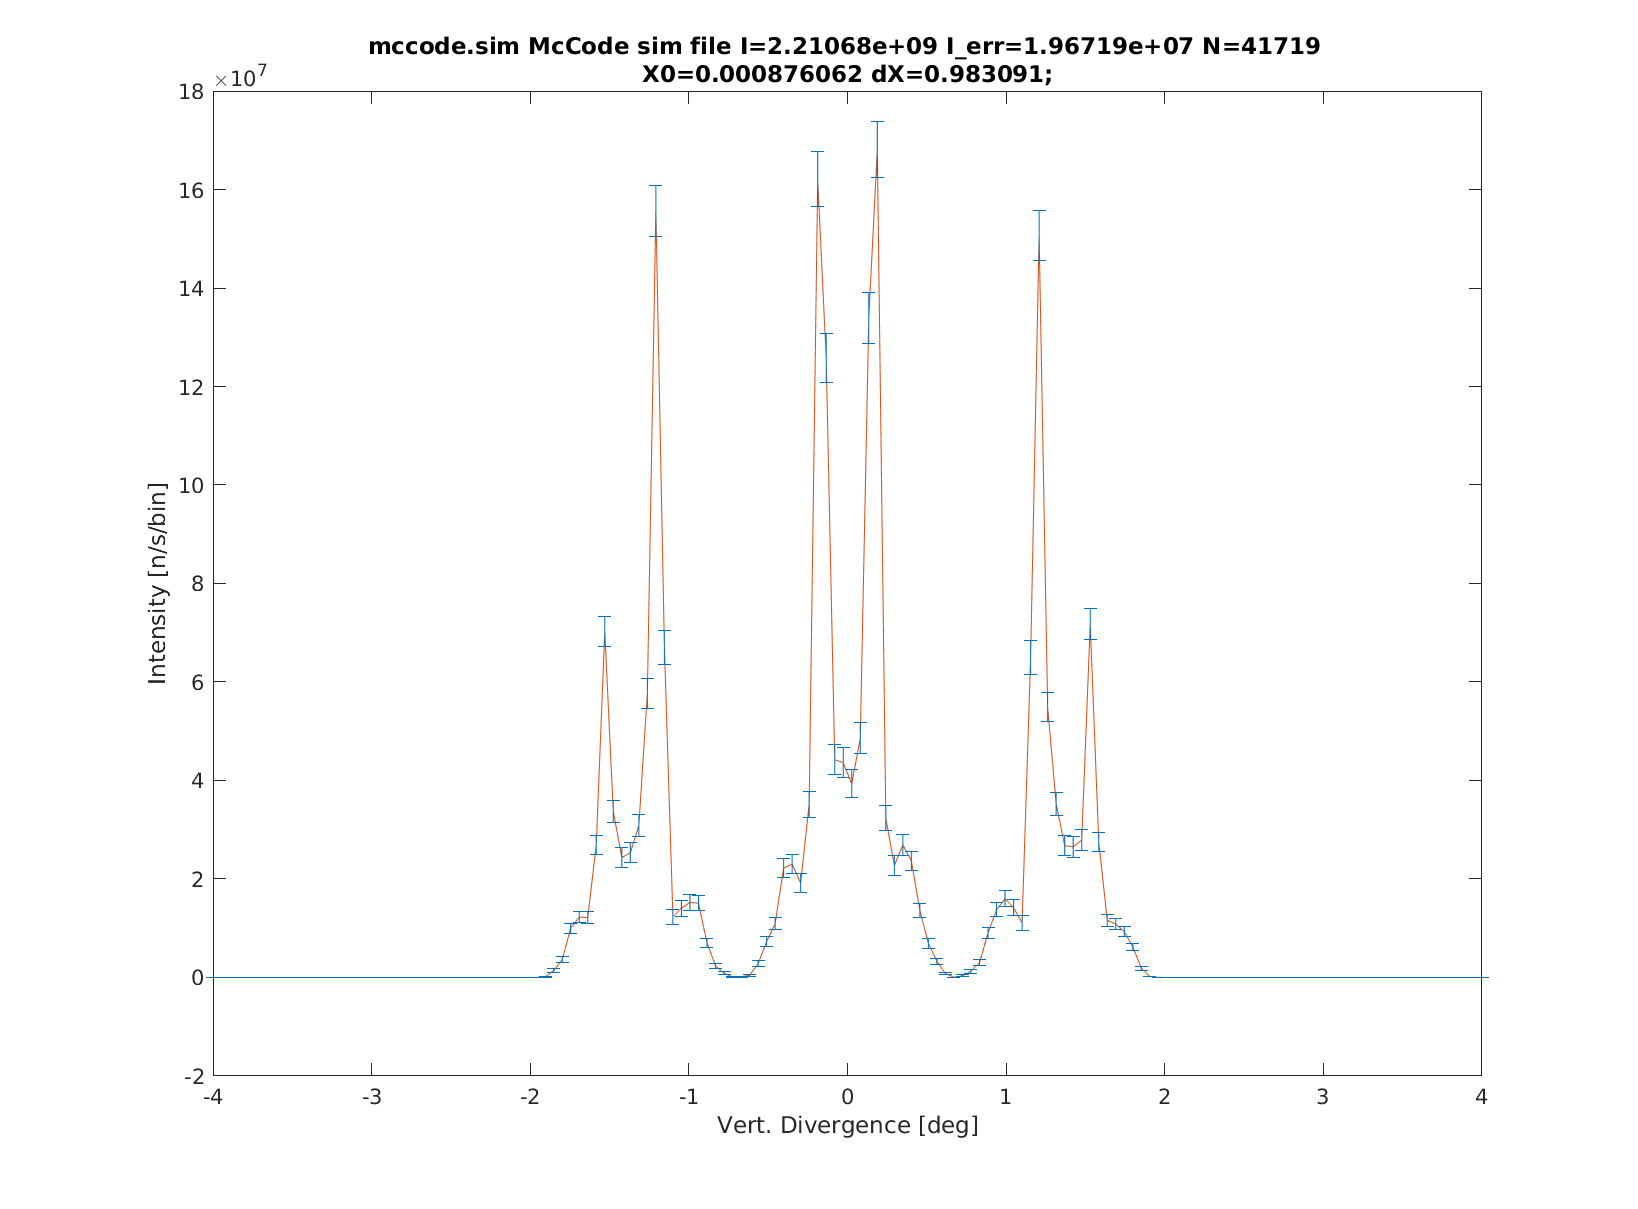 mccode.sim McCode sim file I=2.21068e+09 I_err=1.96719e+07 N=41719
X0=0.000876062 dX=0.983091;
×10^7
18
16
14
12
10
8
6
4
2
0
-2
Intensity [n/s/bin]
-4 -3 -2 -1 0 1 2 3 4
Vert. Divergence [deg]